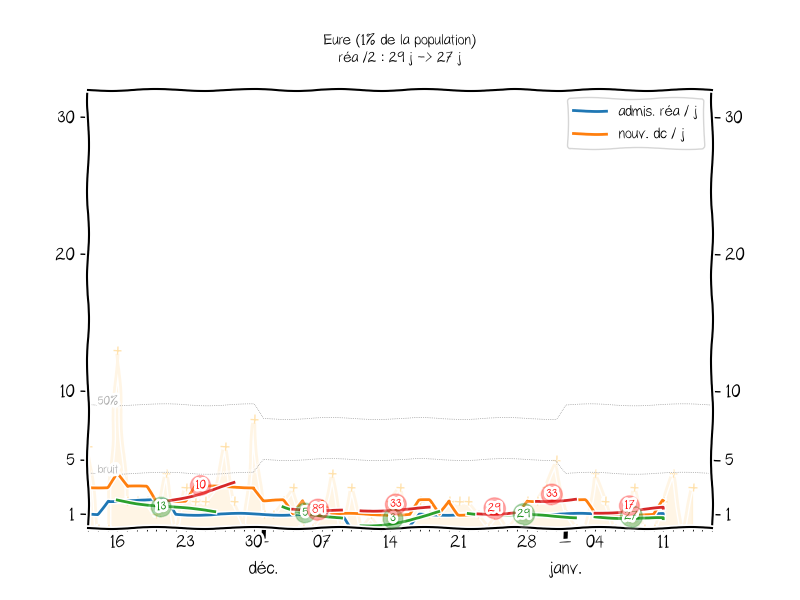 Eure (1% de la population)
réa /2 : 29 j -> 27 j
admis. réa / j
nouv. dc / j
30 30
20 20
10 10
50%
5 5
bruit
1 1
10
13
5 89
33
3
29
29
33
17
27
16 23 30 07 14 21 28 04 11
déc. janv.